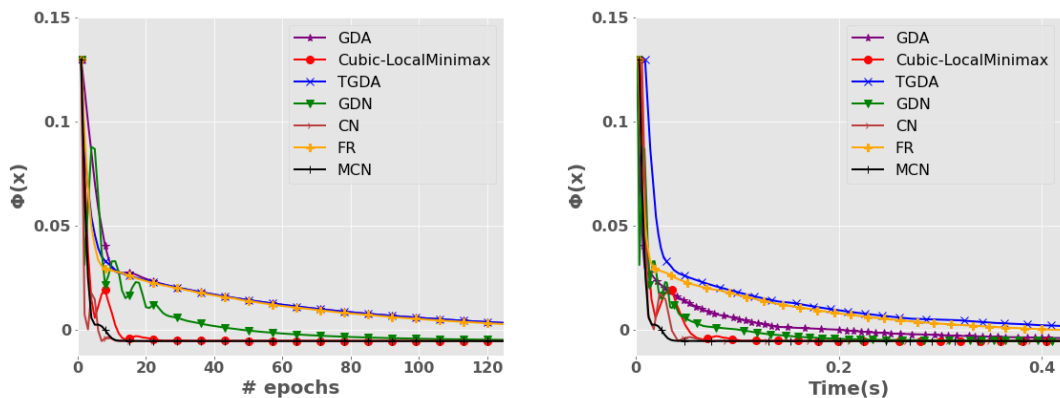 0.15
0.1
0.05
0
Φ(x)
0
20
40
60
80
100
120
# epochs
GDA
Cubic-LocalMinimax
TGDA
GDN
CN
FR
MCN
0.15
0.1
0.05
0
Φ(x)
0
0.2
0.4
Time(s)
GDA
Cubic-LocalMinimax
TGDA
GDN
CN
FR
MCN